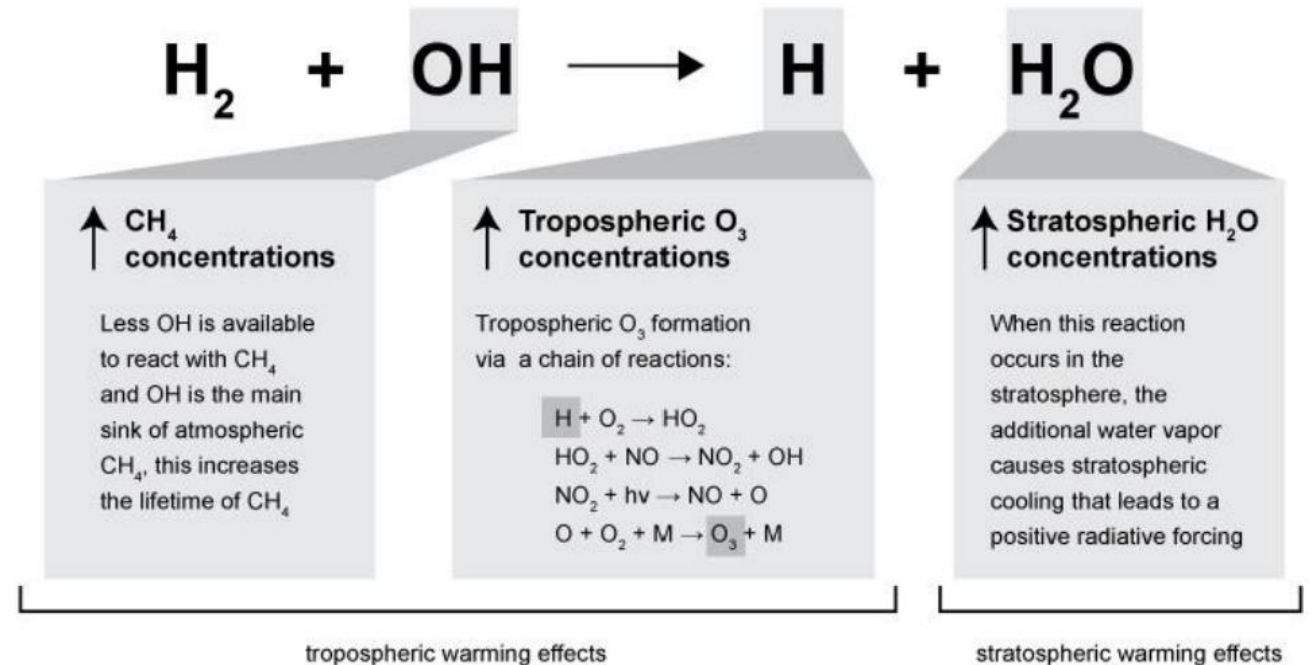 H₂ + OH → H + H₂O
↑ CH₄
concentrations
Less OH is available
to react with CH₄
and OH is the main
sink of atmospheric
CH₄, this increases
the lifetime of CH₄
↑ Tropospheric O₃
concentrations
Tropospheric O₃ formation
via a chain of reactions:
H + O₂ → HO₂
HO₂ + NO → NO₂ + OH
NO₂ + hv → NO + O
O + O₂ + M → O₃ + M
↑ Stratospheric H₂O
concentrations
When this reaction
occurs in the
stratosphere, the
additional water vapor
causes stratospheric
cooling that leads to a
positive radiative forcing
tropospheric warming effects
stratospheric warming effects